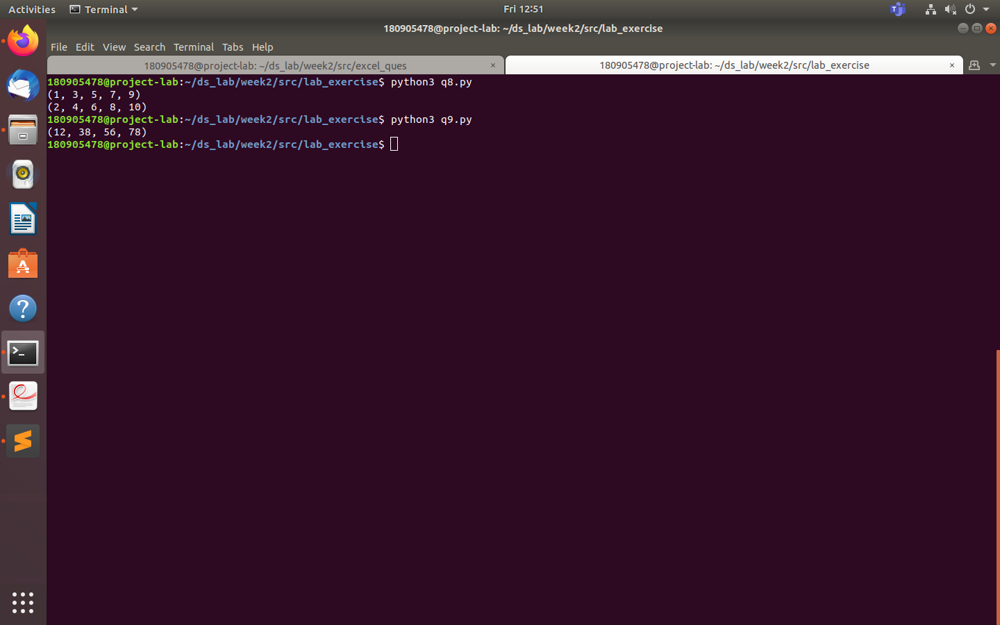 Activities Terminal Fri 12:51
180905478@project-lab: ~/ds_lab/week2/src/lab_exercise
File Edit View Search Terminal Tabs Help
180905478@project-lab: ~/ds_lab/week2/src/excel_ques × 180905478@project-lab: ~/ds_lab/week2/src/lab_exercise ×
180905478@project-lab:~/ds_lab/week2/src/lab_exercise$ python3 q8.py
(1, 3, 5, 7, 9)
(2, 4, 6, 8, 10)
180905478@project-lab:~/ds_lab/week2/src/lab_exercise$ python3 q9.py
(12, 38, 56, 78)
180905478@project-lab:~/ds_lab/week2/src/lab_exercise$